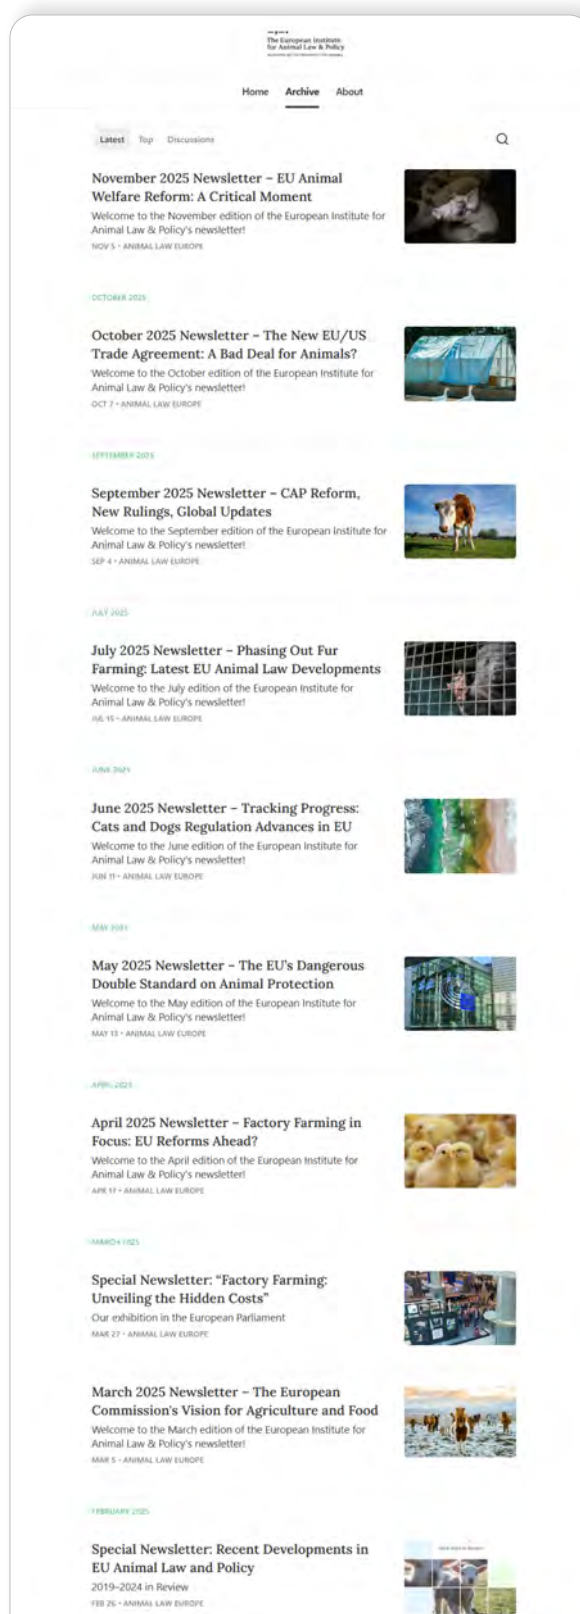 The European Institute
for Animal Law & Policy
Home Archive About
Latest Top Discussions
November 2025 Newsletter – EU Animal
Welfare Reform: A Critical Moment
Welcome to the November edition of the European Institute for
Animal Law & Policy's newsletter!
NOV 5 • ANIMAL LAW EUROPE
OCTOBER 2025
October 2025 Newsletter – The New EU/US
Trade Agreement: A Bad Deal for Animals?
Welcome to the October edition of the European Institute for
Animal Law & Policy's newsletter!
OCT 7 • ANIMAL LAW EUROPE
SEPTEMBER 2025
September 2025 Newsletter – CAP Reform,
New Rulings, Global Updates
Welcome to the September edition of the European Institute for
Animal Law & Policy's newsletter!
SEP 4 • ANIMAL LAW EUROPE
JULY 2025
July 2025 Newsletter – Phasing Out Fur
Farming: Latest EU Animal Law Developments
Welcome to the July edition of the European Institute for
Animal Law & Policy's newsletter!
JUL 15 • ANIMAL LAW EUROPE
JUNE 2025
June 2025 Newsletter – Tracking Progress:
Cats and Dogs Regulation Advances in EU
Welcome to the June edition of the European Institute for
Animal Law & Policy's newsletter!
JUN 11 • ANIMAL LAW EUROPE
MAY 2025
May 2025 Newsletter – The EU's Dangerous
Double Standard on Animal Protection
Welcome to the May edition of the European Institute for
Animal Law & Policy's newsletter!
MAY 13 • ANIMAL LAW EUROPE
APRIL 2025
April 2025 Newsletter – Factory Farming in
Focus: EU Reforms Ahead?
Welcome to the April edition of the European Institute for
Animal Law & Policy's newsletter!
APR 17 • ANIMAL LAW EUROPE
MARCH 2025
Special Newsletter: “Factory Farming:
Unveiling the Hidden Costs”
Our exhibition in the European Parliament
MAR 27 • ANIMAL LAW EUROPE
March 2025 Newsletter – The European
Commission's Vision for Agriculture and Food
Welcome to the March edition of the European Institute for
Animal Law & Policy's newsletter!
MAR 5 • ANIMAL LAW EUROPE
FEBRUARY 2025
Special Newsletter: Recent Developments in
EU Animal Law and Policy
2019–2024 in Review
FEB 26 • ANIMAL LAW EUROPE